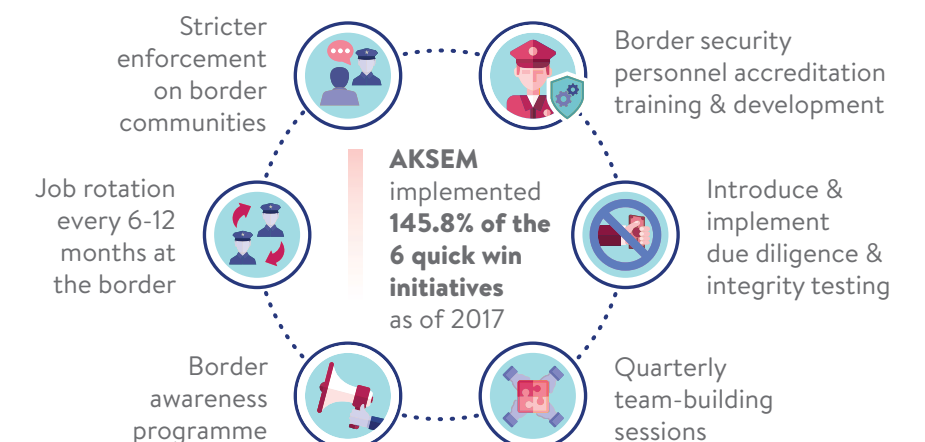 Stricter
enforcement
on border
communities
Border security
personnel accreditation
training & development
Job rotation
every 6-12
months at
the border
AKSEM
implemented
145.8% of the
6 quick win
initiatives
as of 2017
Introduce &
implement
due diligence &
integrity testing
Border
awareness
programme
Quarterly
team-building
sessions